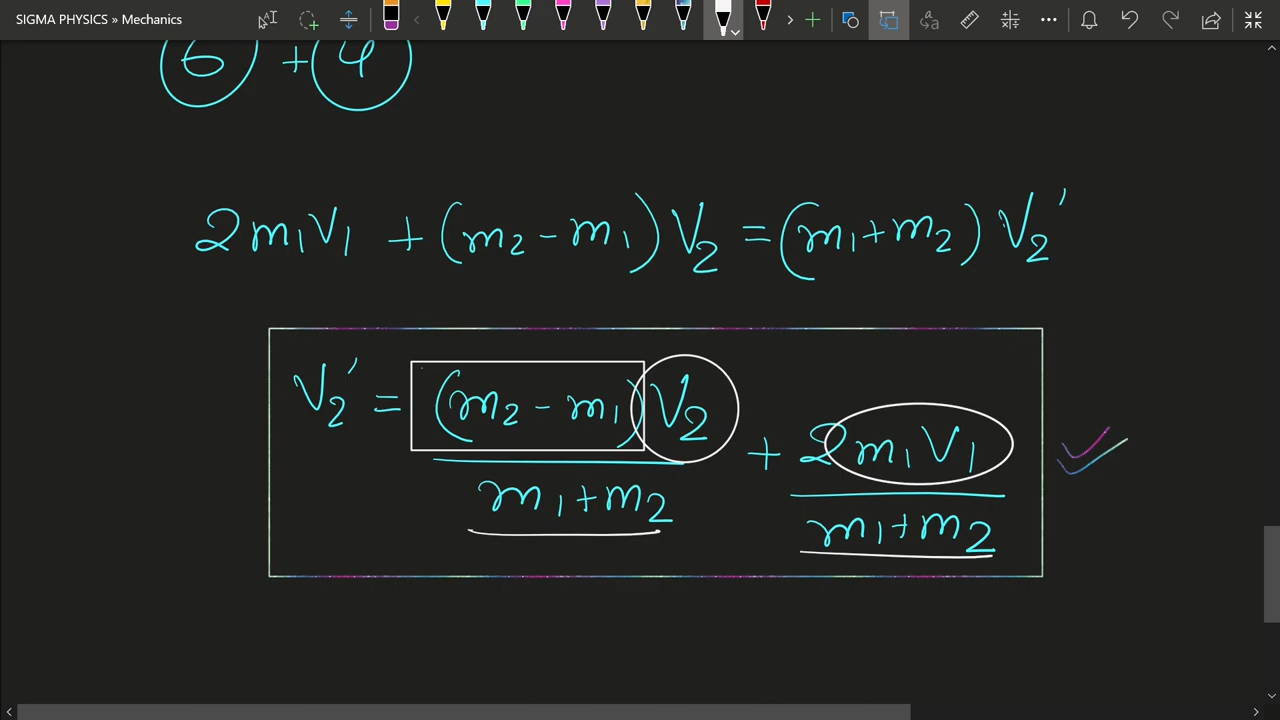 SIGMA PHYSICS » Mechanics
6 + 4
2m₁V₁ + (m₂ - m₁) V₂ = (m₁ + m₂) V₂'
V₂' = (m₂ - m₁) V₂ / m₁ + m₂ + 2m₁V₁ / m₁ + m₂